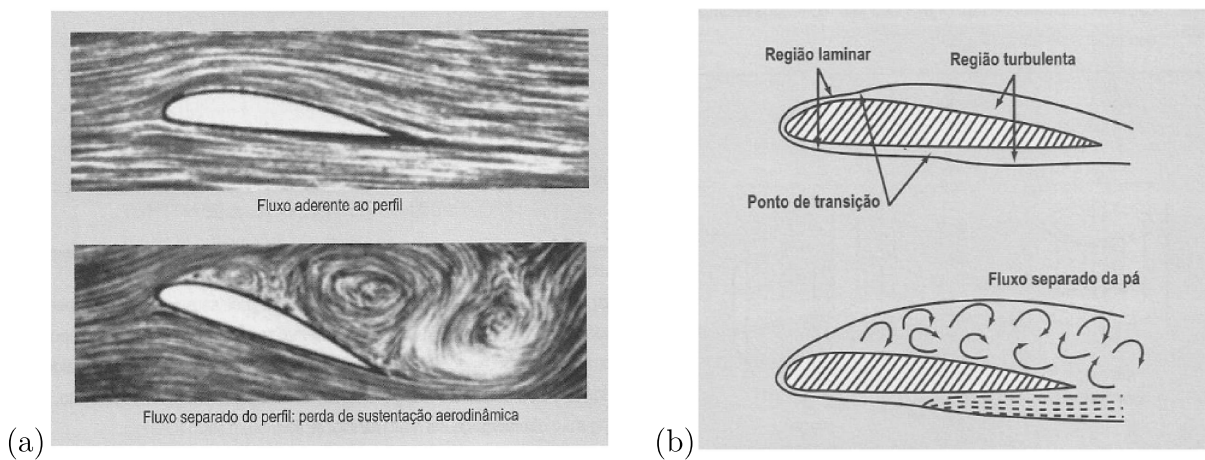 Fluxo aderente ao perfil
Fluxo separado do perfil: perda de sustentação aerodinâmica
(a)
Região laminar
Região turbulenta
Ponto de transição
Fluxo separado da pá
(b)